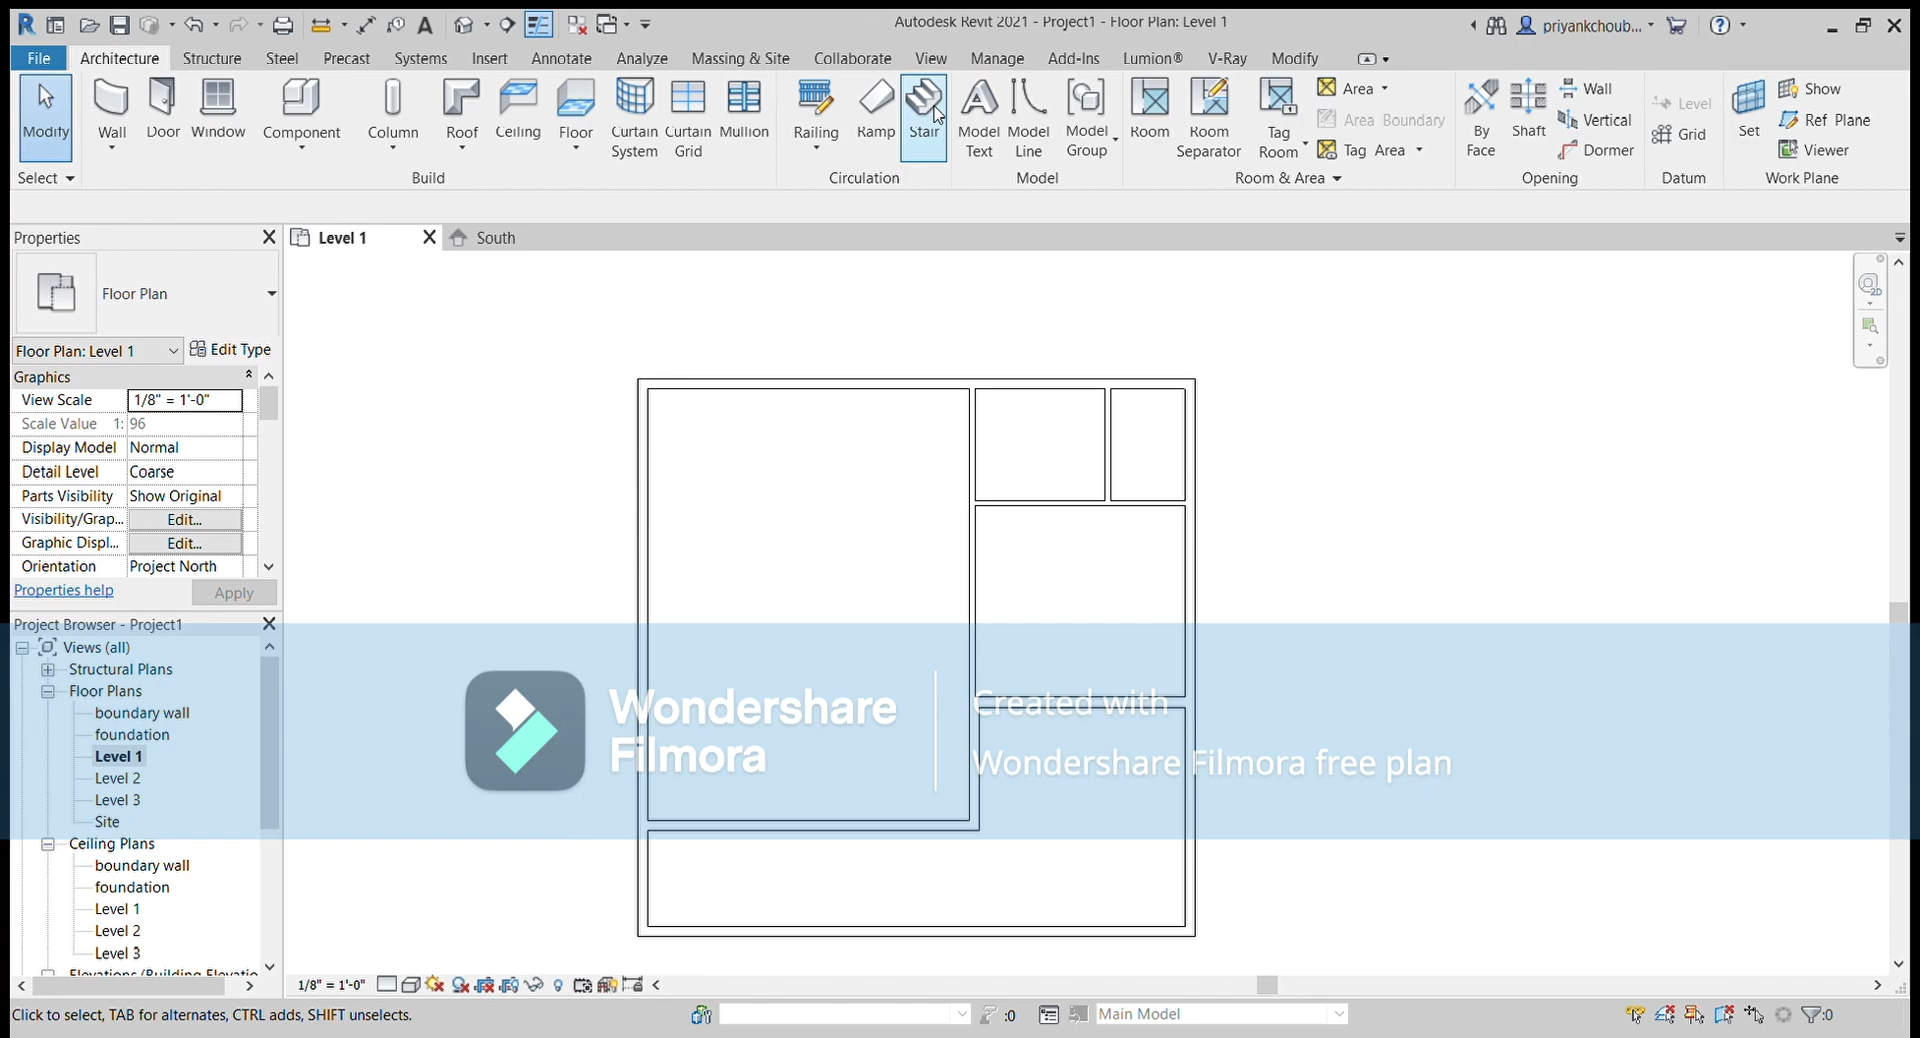 Autodesk Revit 2021 - Project1 - Floor Plan: Level 1
priyankchoub...
File Architecture Structure Steel Precast Systems Insert Annotate Analyze Massing & Site Collaborate View Manage Add-Ins Lumion® V-Ray Modify
Modify Wall Door Window Component Column Roof Ceiling Floor Curtain System Curtain Grid Mullion Railing Ramp Stair Model Text Model Line Model Group Room Room Separator Tag Room
Area
Area Boundary
Tag Area
By Face Shaft
Wall
Vertical
Dormer
Level
Grid
Set
Show
Ref Plane
Viewer
Select Build Circulation Model Room & Area Opening Datum Work Plane
Properties
Level 1 South
Floor Plan
Floor Plan: Level 1 Edit Type
Graphics
View Scale 1/8" = 1'-0"
Scale Value 1: 96
Display Model Normal
Detail Level Coarse
Parts Visibility Show Original
Visibility/Grap... Edit...
Graphic Displ... Edit...
Orientation Project North
Properties help Apply
Project Browser - Project1
Views (all)
Structural Plans
Floor Plans
boundary wall
foundation
Level 1
Level 2
Level 3
Site
Ceiling Plans
boundary wall
foundation
Level 1
Level 2
Level 3
Elevations (Building Elevatio
Wondershare
Filmora
Created with
Wondershare Filmora free plan
1/8" = 1'-0"
Click to select, TAB for alternates, CTRL adds, SHIFT unselects.
:0
Main Model
:0